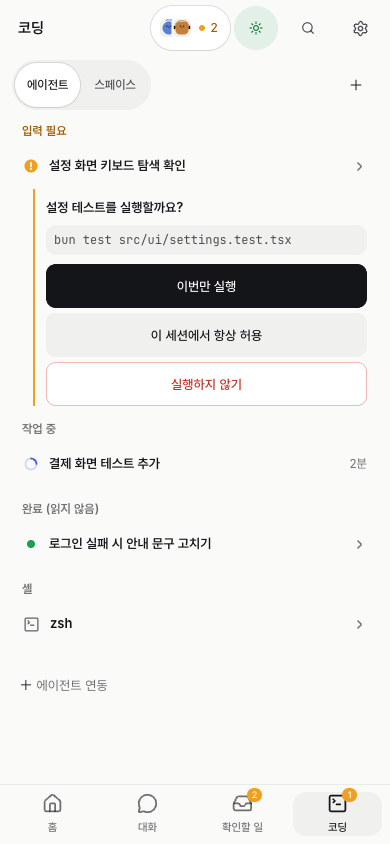 코딩
2
에이전트
스페이스
입력 필요
설정 화면 키보드 탐색 확인
설정 테스트를 실행할까요?
bun test src/ui/settings.test.tsx
이번만 실행
이 세션에서 항상 허용
실행하지 않기
작업 중
결제 화면 테스트 추가
2분
완료 (읽지 않음)
로그인 실패 시 안내 문구 고치기
셸
zsh
에이전트 연동
2
1
홈
대화
확인할 일
코딩